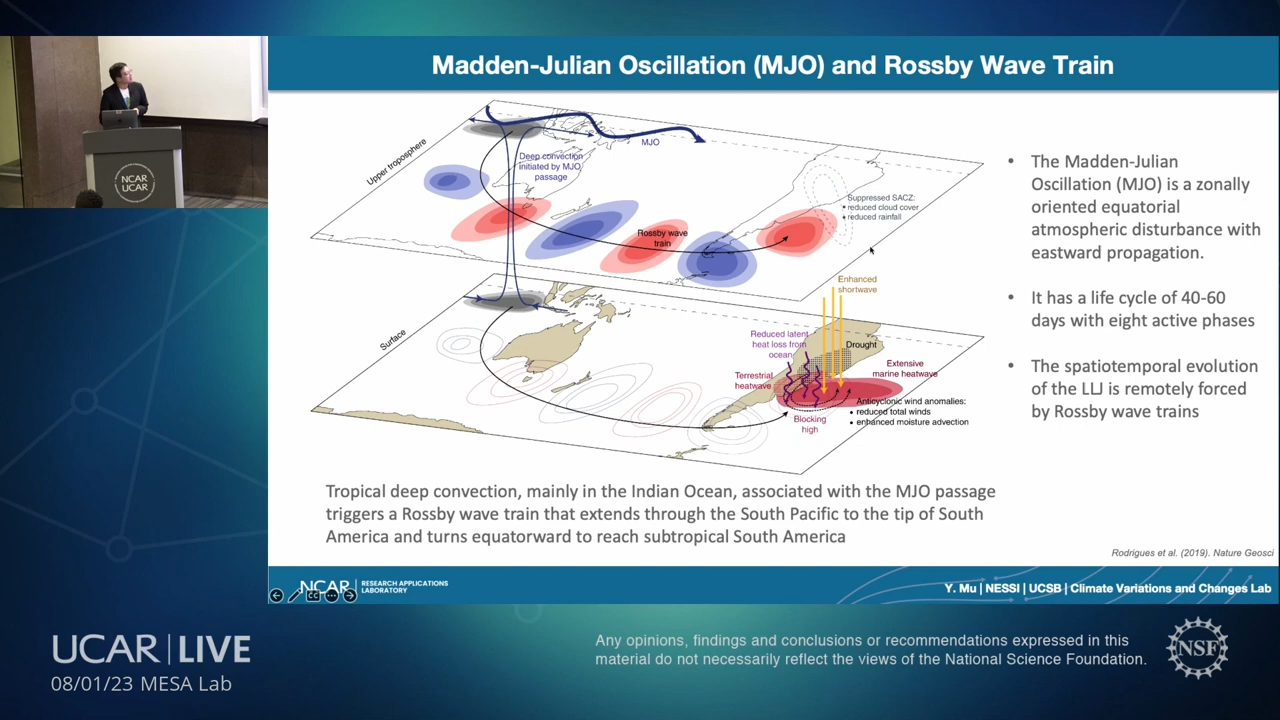 NCAR
UCAR
Madden-Julian Oscillation (MJO) and Rossby Wave Train
Upper troposphere
MJO
Deep convection
initiated by MJO
passage
Rossby wave
train
Suppressed SACZ:
• reduced cloud cover
• reduced rainfall
Surface
Enhanced
shortwave
Reduced latent
heat loss from
ocean
Drought
Terrestrial
heatwave
Extensive
marine heatwave
Anticyclonic wind anomalies:
• reduced total winds
• enhanced moisture advection
Blocking
high
• The Madden-Julian
Oscillation (MJO) is a zonally
oriented equatorial
atmospheric disturbance with
eastward propagation.
• It has a life cycle of 40-60
days with eight active phases
• The spatiotemporal evolution
of the LLJ is remotely forced
by Rossby wave trains
Tropical deep convection, mainly in the Indian Ocean, associated with the MJO passage
triggers a Rossby wave train that extends through the South Pacific to the tip of South
America and turns equatorward to reach subtropical South America
Rodrigues et al. (2019). Nature Geosci
NCAR | RESEARCH APPLICATIONS
LABORATORY
CC
Y. Mu | NESSI | UCSB | Climate Variations and Changes Lab
UCAR | LIVE
08/01/23 MESA Lab
Any opinions, findings and conclusions or recommendations expressed in this
material do not necessarily reflect the views of the National Science Foundation.
NSF